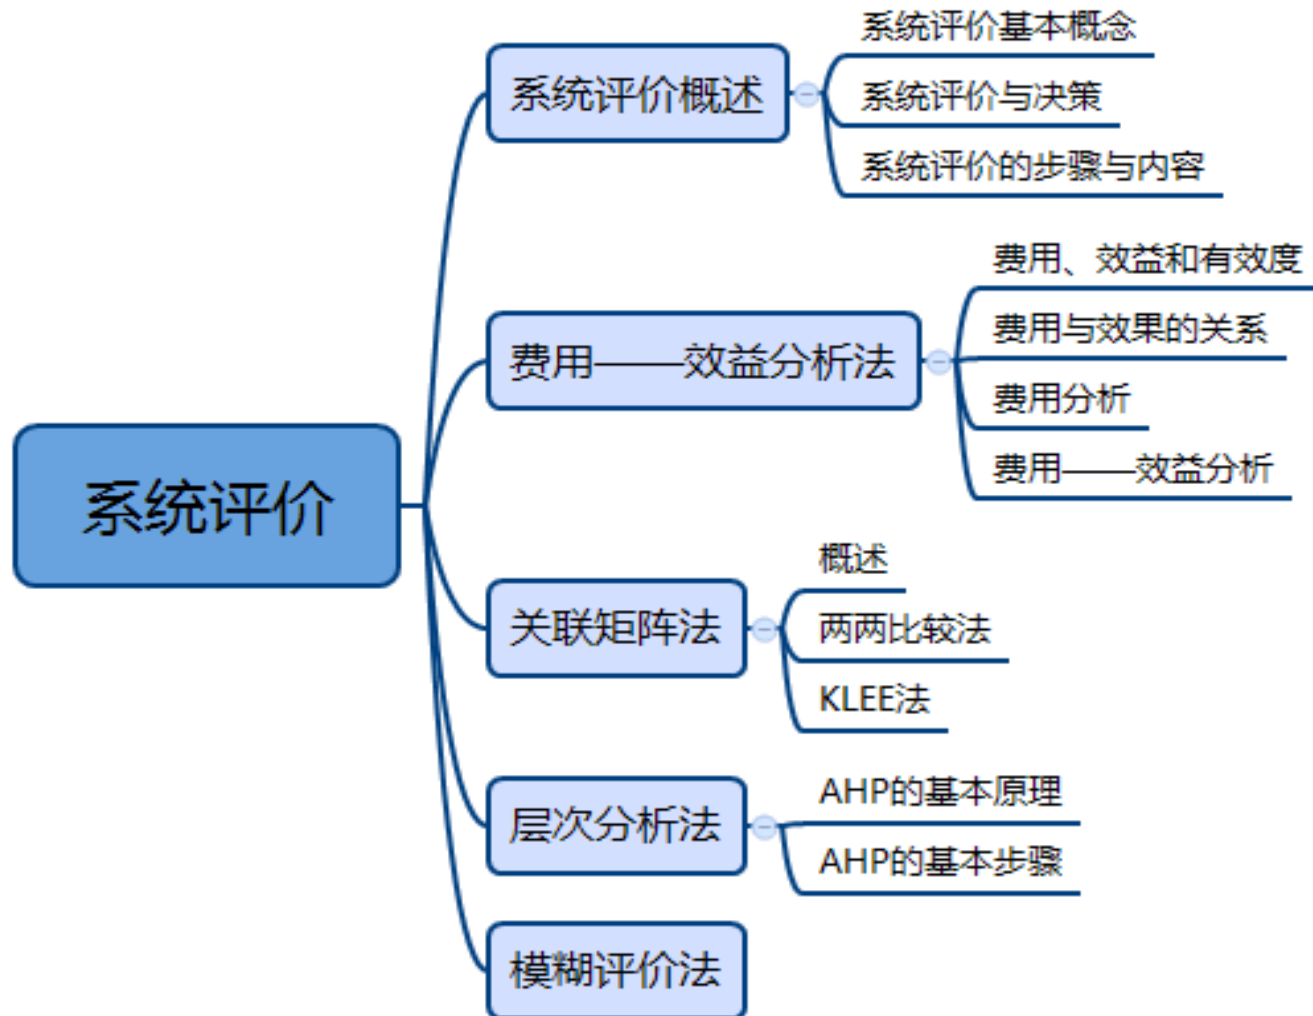 系统评价
系统评价概述
系统评价基本概念
系统评价与决策
系统评价的步骤与内容
费用——效益分析法
费用、效益和有效度
费用与效果的关系
费用分析
费用——效益分析
关联矩阵法
概述
两两比较法
KLEE法
层次分析法
AHP的基本原理
AHP的基本步骤
模糊评价法